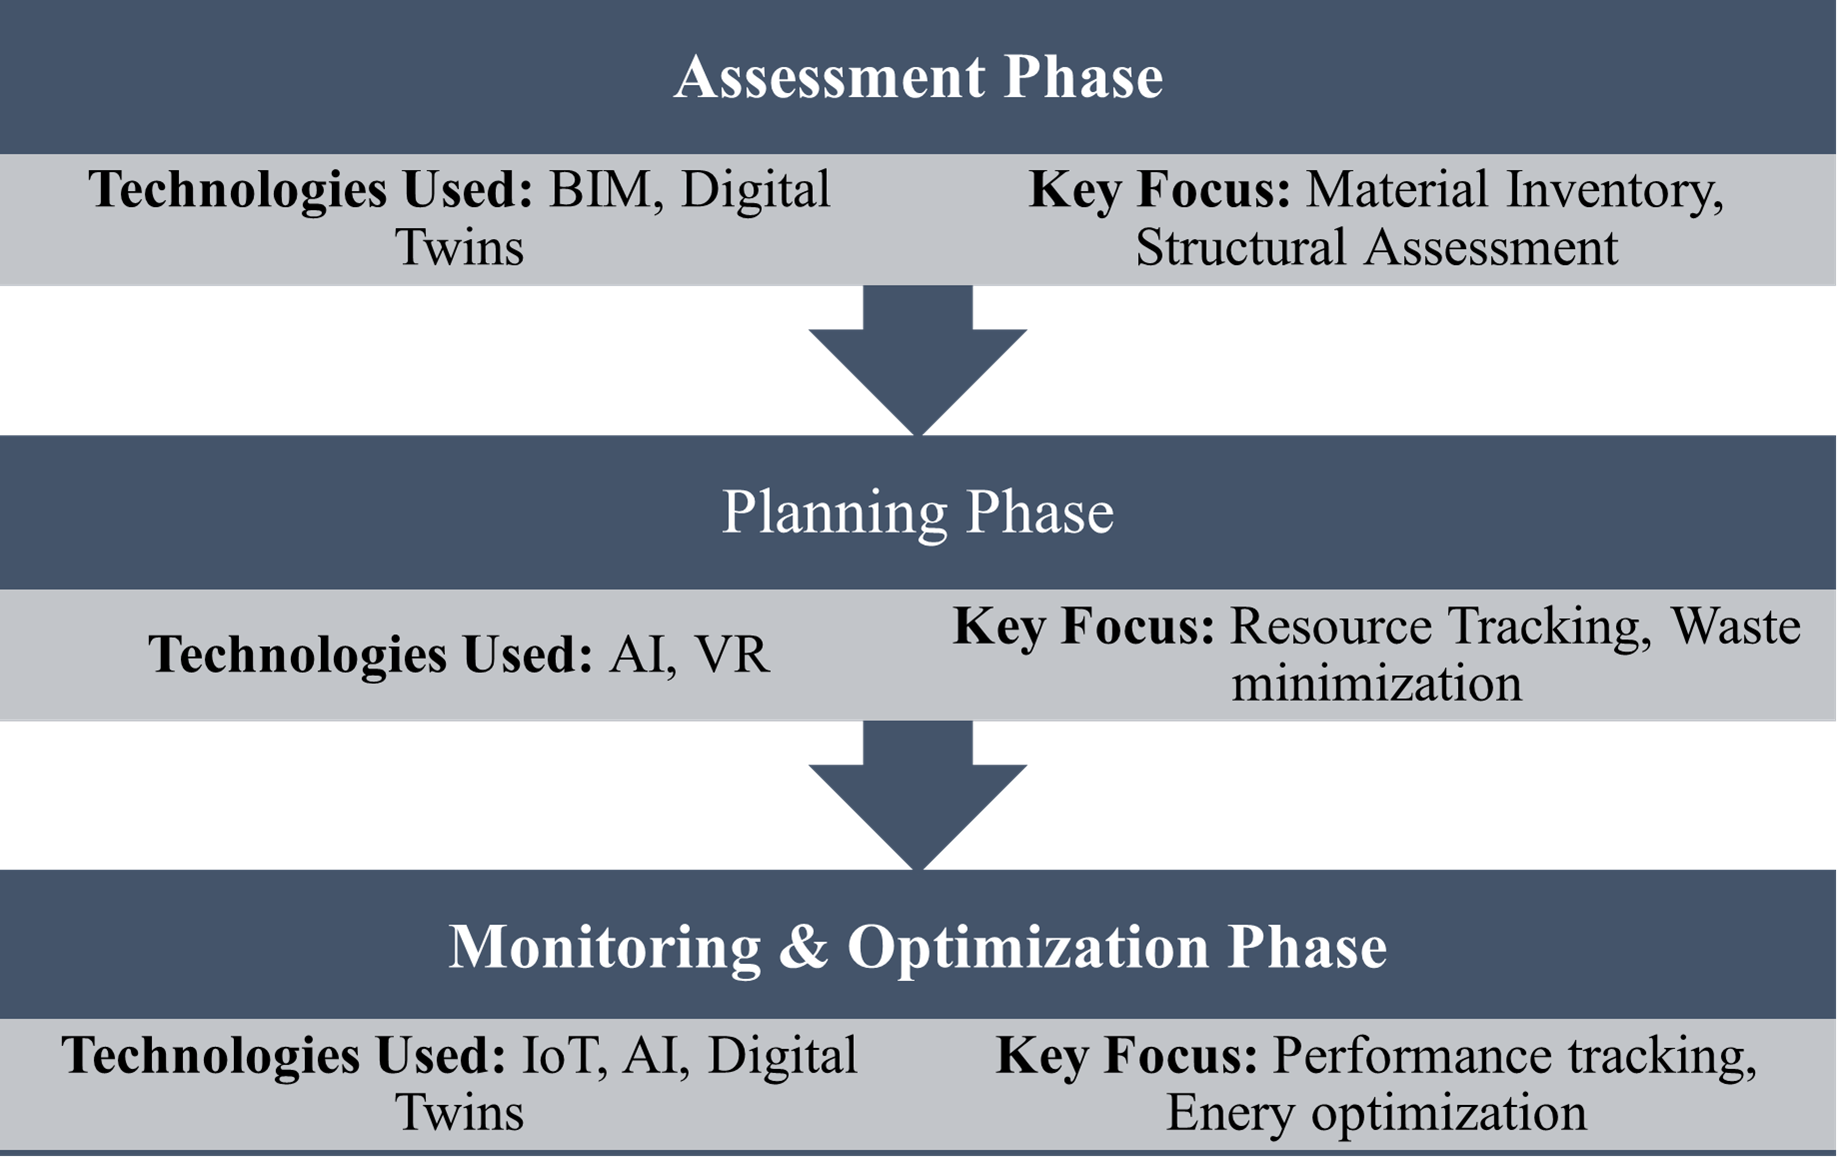 Assessment Phase
Technologies Used: BIM, Digital
Twins
Key Focus: Material Inventory,
Structural Assessment
Planning Phase
Technologies Used: AI, VR
Key Focus: Resource Tracking, Waste
minimization
Monitoring & Optimization Phase
Technologies Used: IoT, AI, Digital
Twins
Key Focus: Performance tracking,
Enery optimization